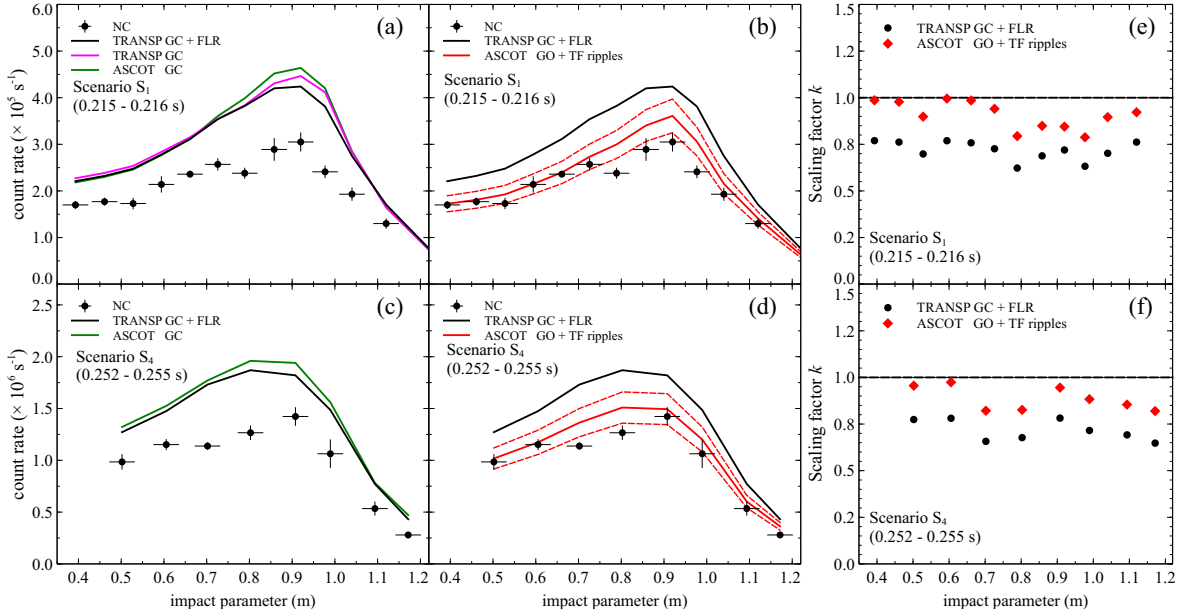 (a)
NC
TRANSP GC + FLR
TRANSP GC
ASCOT GC
Scenario S₁
(0.215 - 0.216 s)
count rate (× 10⁵ s⁻¹)
6.0
5.0
4.0
3.0
2.0
1.0
0.0
(b)
NC
TRANSP GC + FLR
ASCOT GO + TF ripples
Scenario S₁
(0.215 - 0.216 s)
(e)
TRANSP GC + FLR
ASCOT GO + TF ripples
Scenario S₁
(0.215 - 0.216 s)
Scaling factor k
1.5
1.2
1.0
0.8
0.5
0.2
0.0
(c)
NC
TRANSP GC + FLR
ASCOT GC
Scenario S₄
(0.252 - 0.255 s)
count rate (× 10⁶ s⁻¹)
2.5
2.0
1.5
1.0
0.5
0.0
0.4 0.5 0.6 0.7 0.8 0.9 1.0 1.1
impact parameter (m)
(d)
NC
TRANSP GC + FLR
ASCOT GO + TF ripples
Scenario S₄
(0.252 - 0.255 s)
0.4 0.5 0.6 0.7 0.8 0.9 1.0 1.1 1.2
impact parameter (m)
(f)
TRANSP GC + FLR
ASCOT GO + TF ripples
Scenario S₄
(0.252 - 0.255 s)
Scaling factor k
1.5
1.2
1.0
0.8
0.5
0.2
0.0
0.4 0.5 0.6 0.7 0.8 0.9 1.0 1.1 1.2
impact parameter (m)